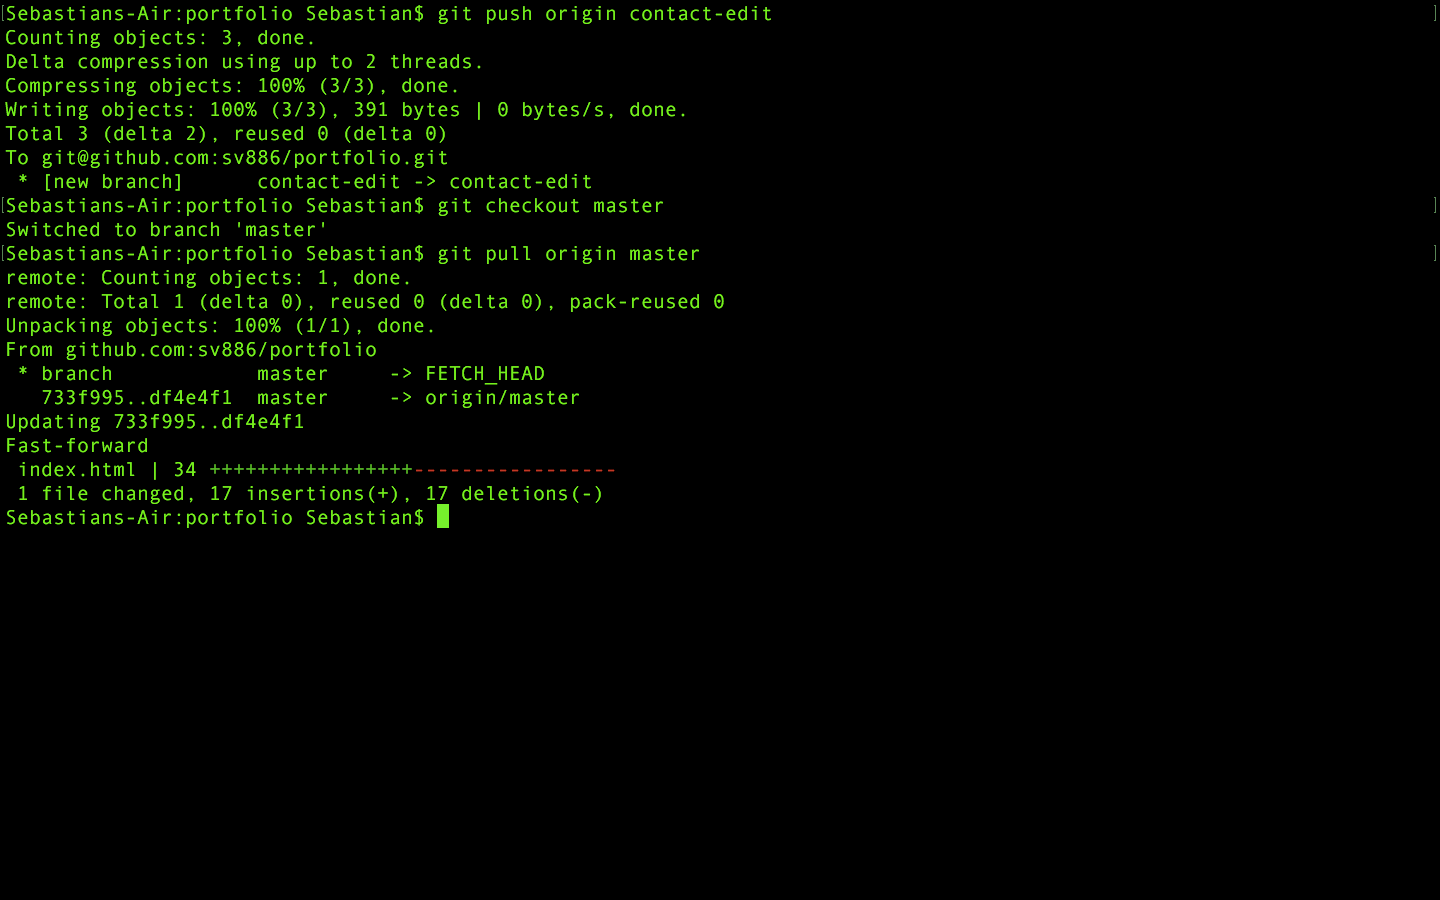 [Sebastians-Air:portfolio Sebastian$ git push origin contact-edit ]
Counting objects: 3, done.
Delta compression using up to 2 threads.
Compressing objects: 100% (3/3), done.
Writing objects: 100% (3/3), 391 bytes | 0 bytes/s, done.
Total 3 (delta 2), reused 0 (delta 0)
To git@github.com:sv886/portfolio.git
 * [new branch]      contact-edit -> contact-edit
[Sebastians-Air:portfolio Sebastian$ git checkout master ]
Switched to branch 'master'
[Sebastians-Air:portfolio Sebastian$ git pull origin master ]
remote: Counting objects: 1, done.
remote: Total 1 (delta 0), reused 0 (delta 0), pack-reused 0
Unpacking objects: 100% (1/1), done.
From github.com:sv886/portfolio
 * branch            master     -> FETCH_HEAD
   733f995..df4e4f1  master     -> origin/master
Updating 733f995..df4e4f1
Fast-forward
 index.html | 34 +++++++++++++++++-----------------
 1 file changed, 17 insertions(+), 17 deletions(-)
Sebastians-Air:portfolio Sebastian$